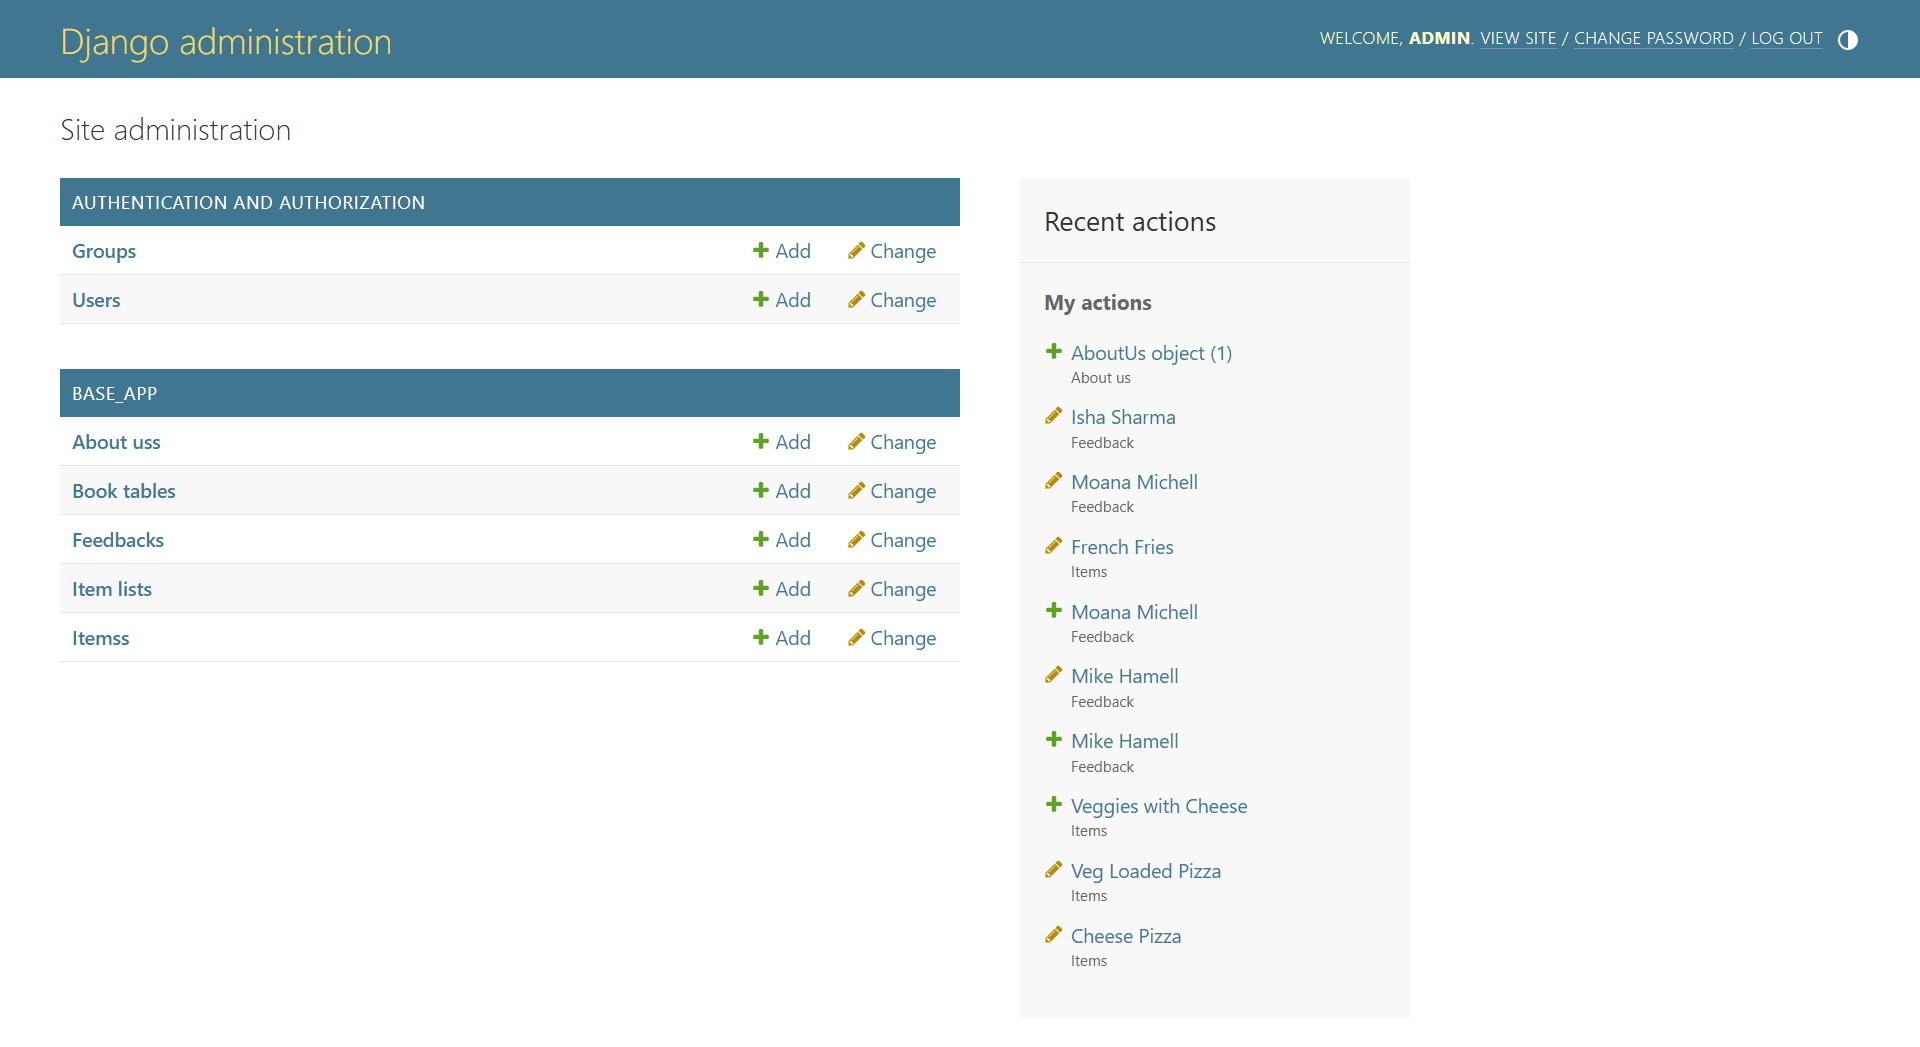 Django administration
WELCOME, ADMIN. VIEW SITE / CHANGE PASSWORD / LOG OUT
Site administration
AUTHENTICATION AND AUTHORIZATION
Groups Add Change
Users Add Change
BASE_APP
About uss Add Change
Book tables Add Change
Feedbacks Add Change
Item lists Add Change
Itemss Add Change
Recent actions
My actions
AboutUs object (1)
About us
Isha Sharma
Feedback
Moana Michell
Feedback
French Fries
Items
Moana Michell
Feedback
Mike Hamell
Feedback
Mike Hamell
Feedback
Veggies with Cheese
Items
Veg Loaded Pizza
Items
Cheese Pizza
Items